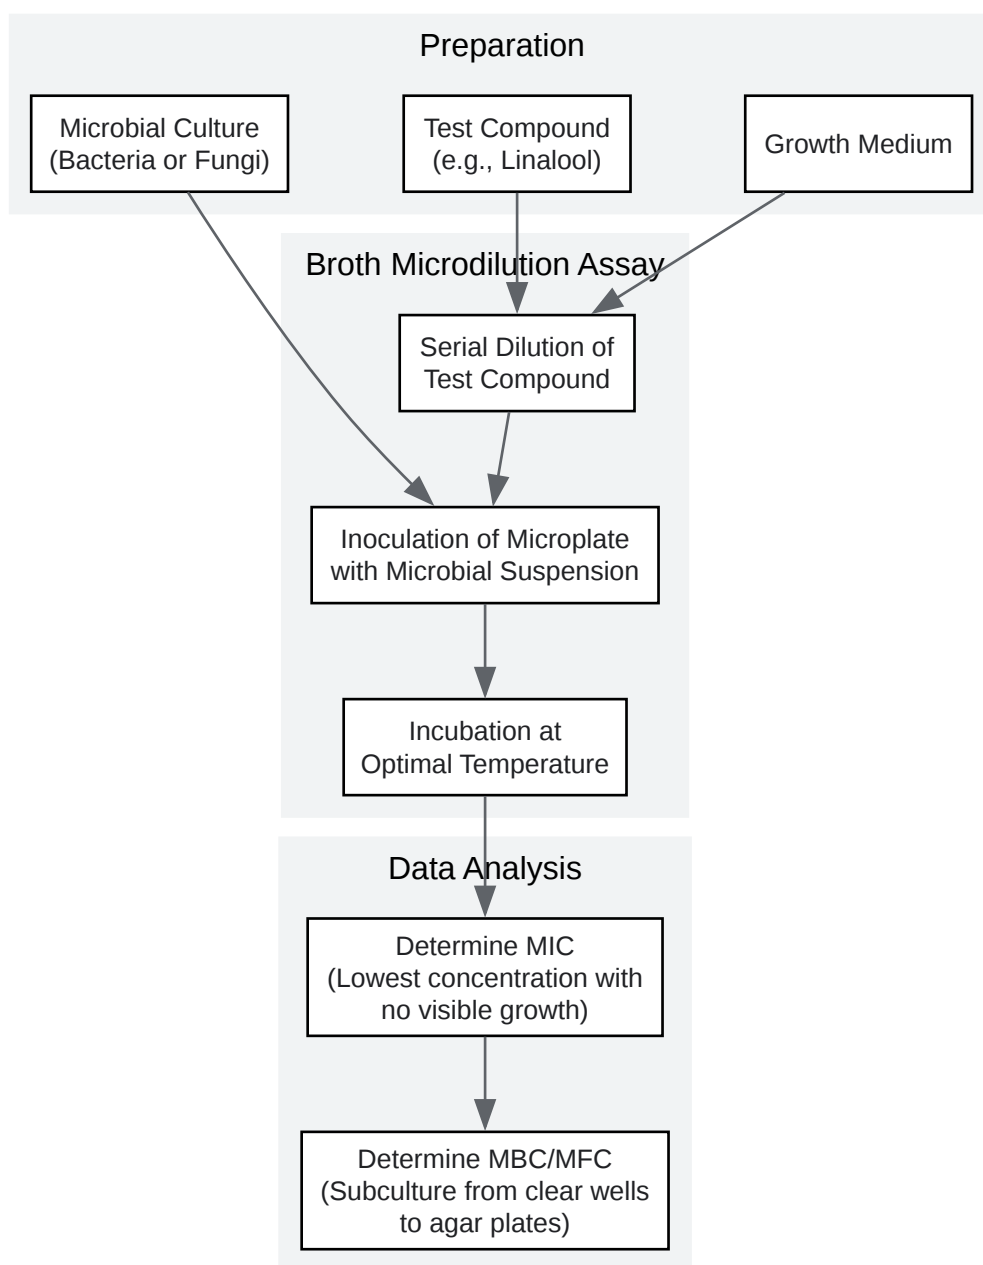 Preparation
Microbial Culture
(Bacteria or Fungi)
Test Compound
(e.g., Linalool)
Growth Medium
Broth Microdilution Assay
Serial Dilution of
Test Compound
Inoculation of Microplate
with Microbial Suspension
Incubation at
Optimal Temperature
Data Analysis
Determine MIC
(Lowest concentration with
no visible growth)
Determine MBC/MFC
(Subculture from clear wells
to agar plates)